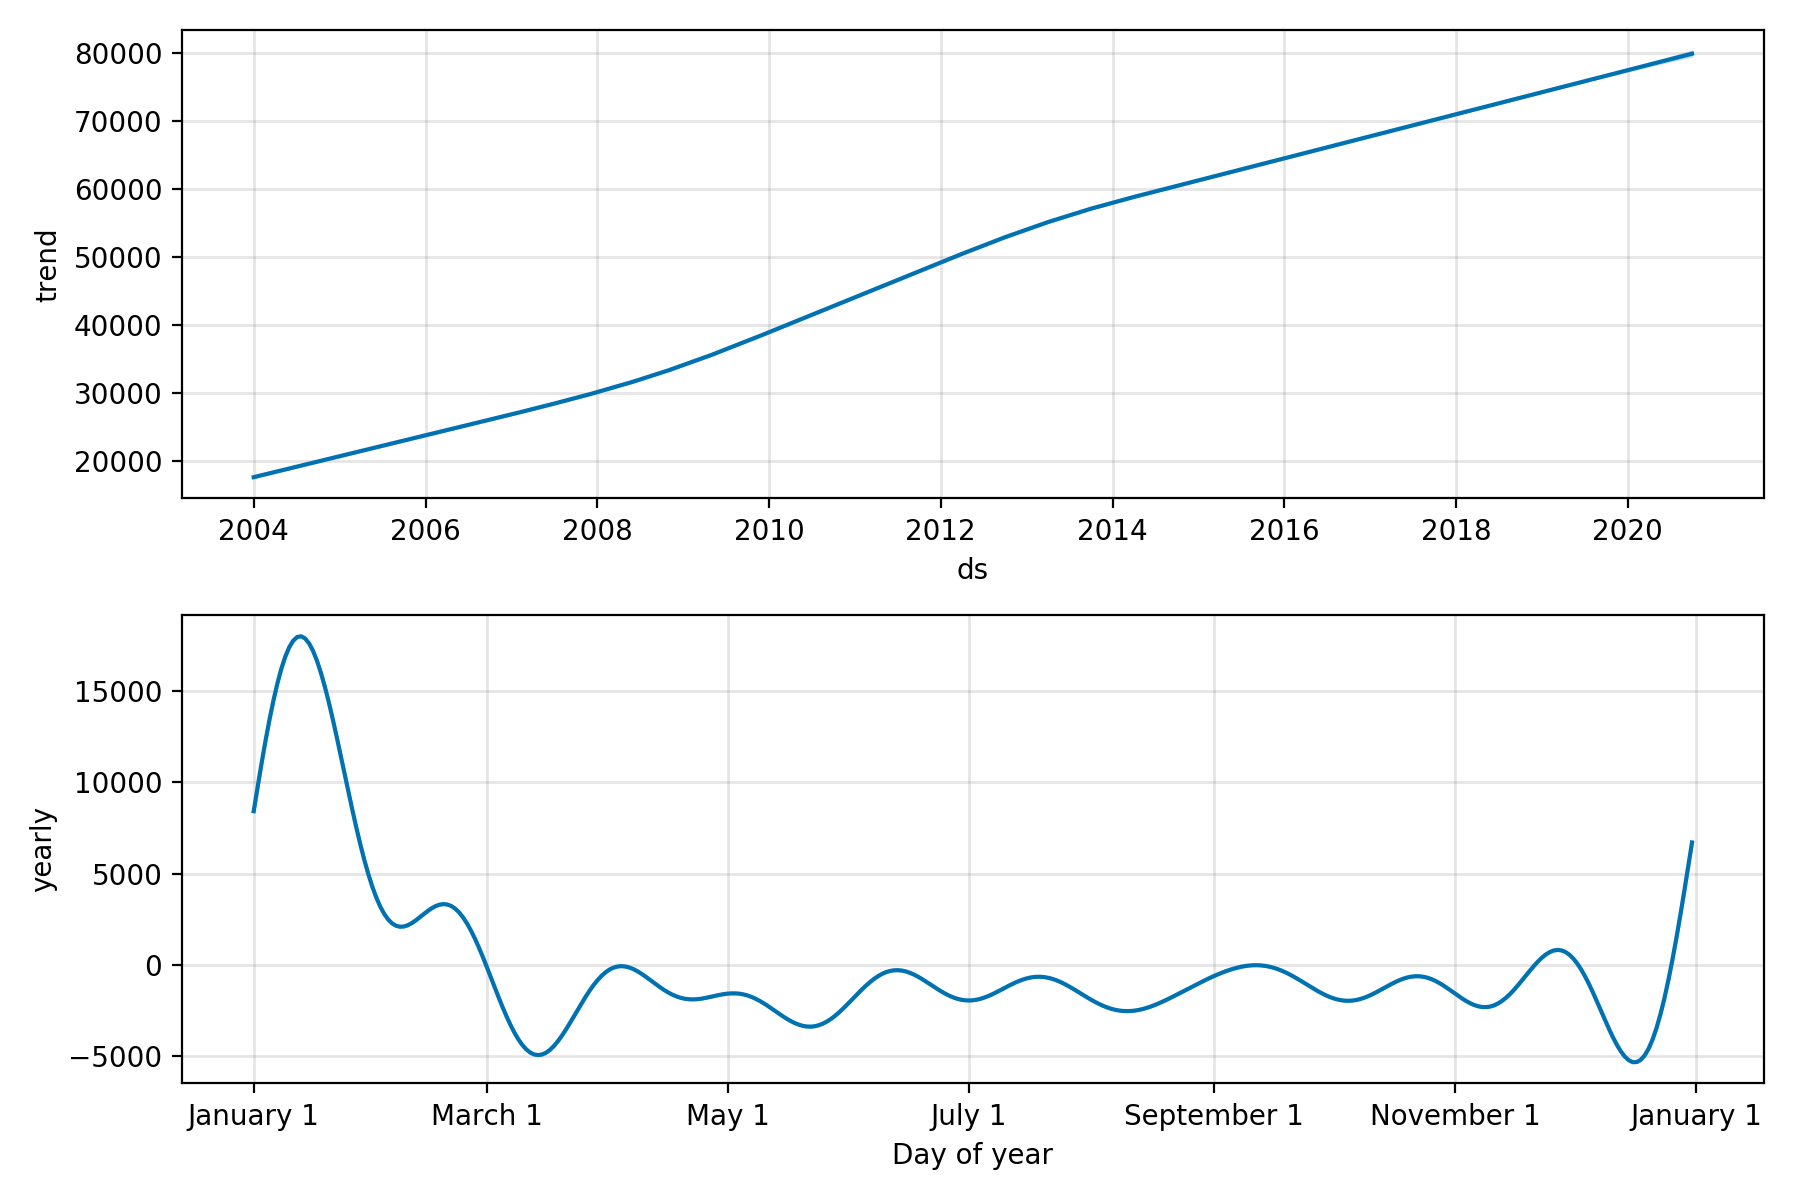 80000
70000
60000
50000
40000
30000
20000
trend
2004 2006 2008 2010 2012 2014 2016 2018 2020
ds
15000
10000
5000
0
−5000
yearly
January 1 March 1 May 1 July 1 September 1 November 1 January 1
Day of year